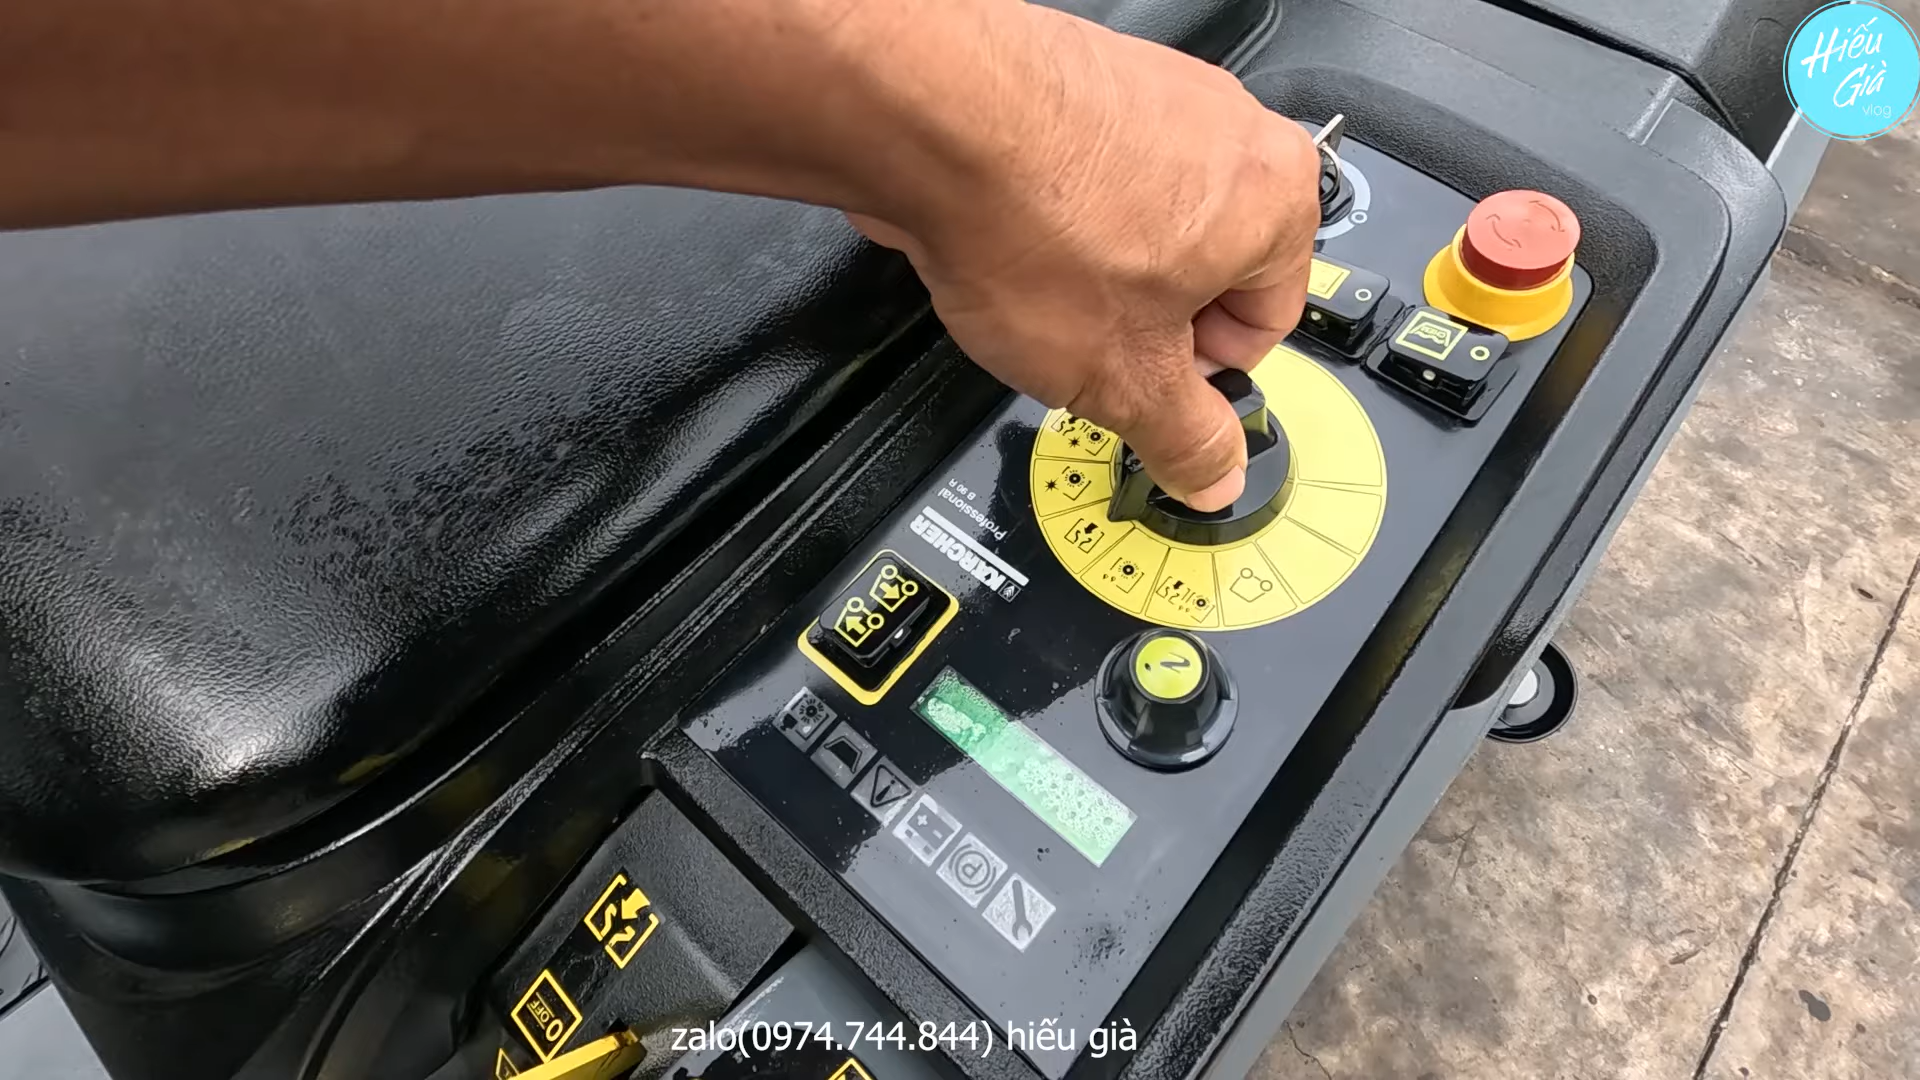 Hiếu
Già
vlog
KÄRCHER
Professional
B 90 R
OFF
0
zalo(0974.744.844) hiếu già